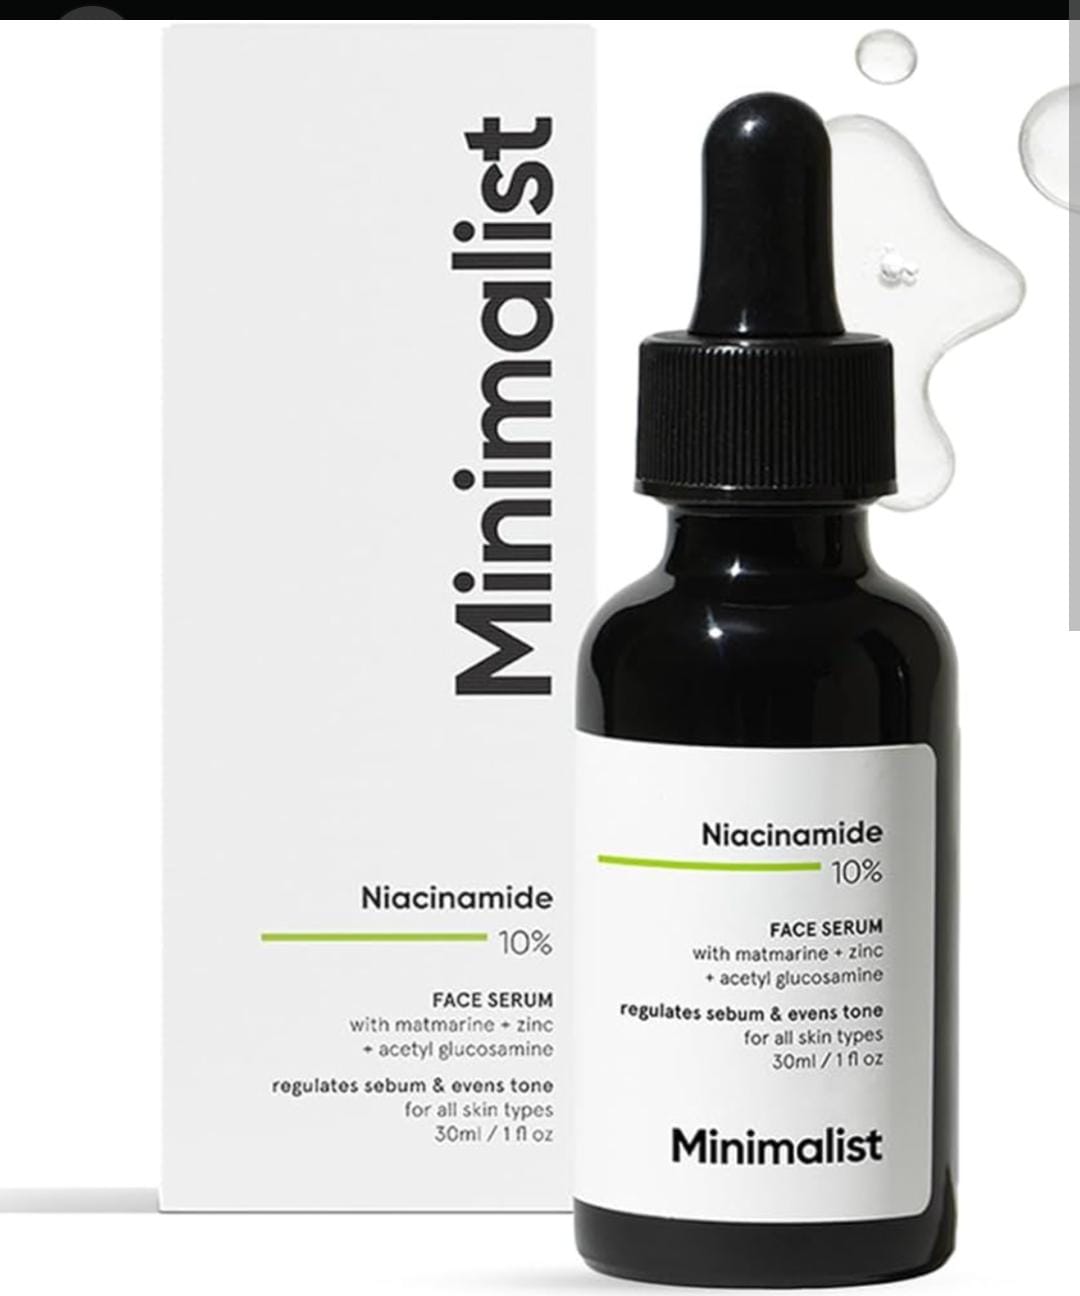 Minimalist
Niacinamide
10%
FACE SERUM
with matmarine + zinc
+ acetyl glucosamine
regulates sebum & evens tone
for all skin types
30ml / 1 fl oz
Niacinamide
10%
FACE SERUM
with matmarine + zinc
+ acetyl glucosamine
regulates sebum & evens tone
for all skin types
30ml / 1 fl oz
Minimalist